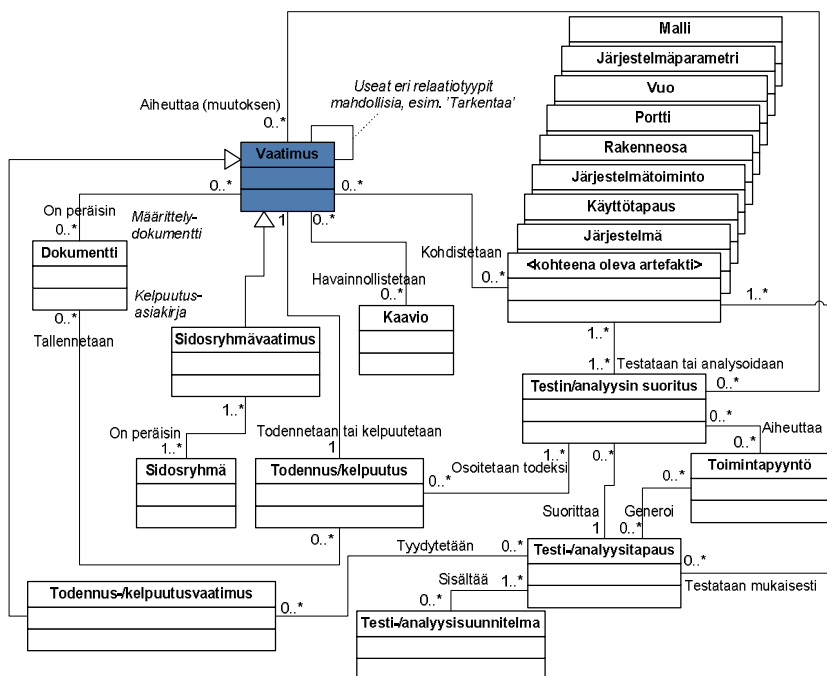 Malli
Järjestelmäparametri
Vuo
Portti
Rakenneosa
Järjestelmätoiminto
Käyttötapaus
Järjestelmä
<kohteena oleva artefakti>
Useat eri relaatiotyypit
mahdollisia, esim. 'Tarkentaa'
Aiheuttaa (muutoksen)
0..*
Vaatimus
0..*
0..*
1
0..*
On peräisin
0..*
Määrittely-
dokumentti
Dokumentti
Kelpuutus-
asiakirja
0..*
Tallennetaan
Kohdistetaan
0..*
Havainnollistetaan
0..*
Kaavio
1..*
1..*
1..*
Testataan tai analysoidaan
0..*
Sidosryhmävaatimus
1..*
On peräisin
1..*
Sidosryhmä
Todennetaan tai kelpuutetaan
1
Todennus/kelpuutus
0..*
Osoitetaan todeksi
1..*
Testin/analyysin suoritus
0..*
0..*
Aiheuttaa
0..*
Toimintapyyntö
0..*
Suorittaa
1
Generoi
0..*
0..*
Tyydytetään
0..*
Testi-/analyysitapaus
0..*
Testataan mukaisesti
Sisältää
1..*
0..*
Todennus-/kelpuutusvaatimus
0..*
Testi-/analyysisuunnitelma